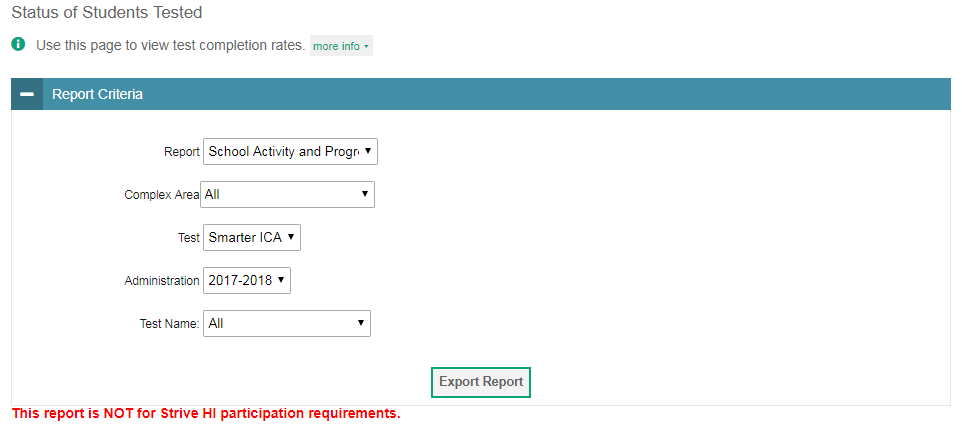 Status of Students Tested
Use this page to view test completion rates. more info
Report Criteria
Report School Activity and Progr
Complex Area All
Test Smarter ICA
Administration 2017-2018
Test Name: All
Export Report
This report is NOT for Strive HI participation requirements.